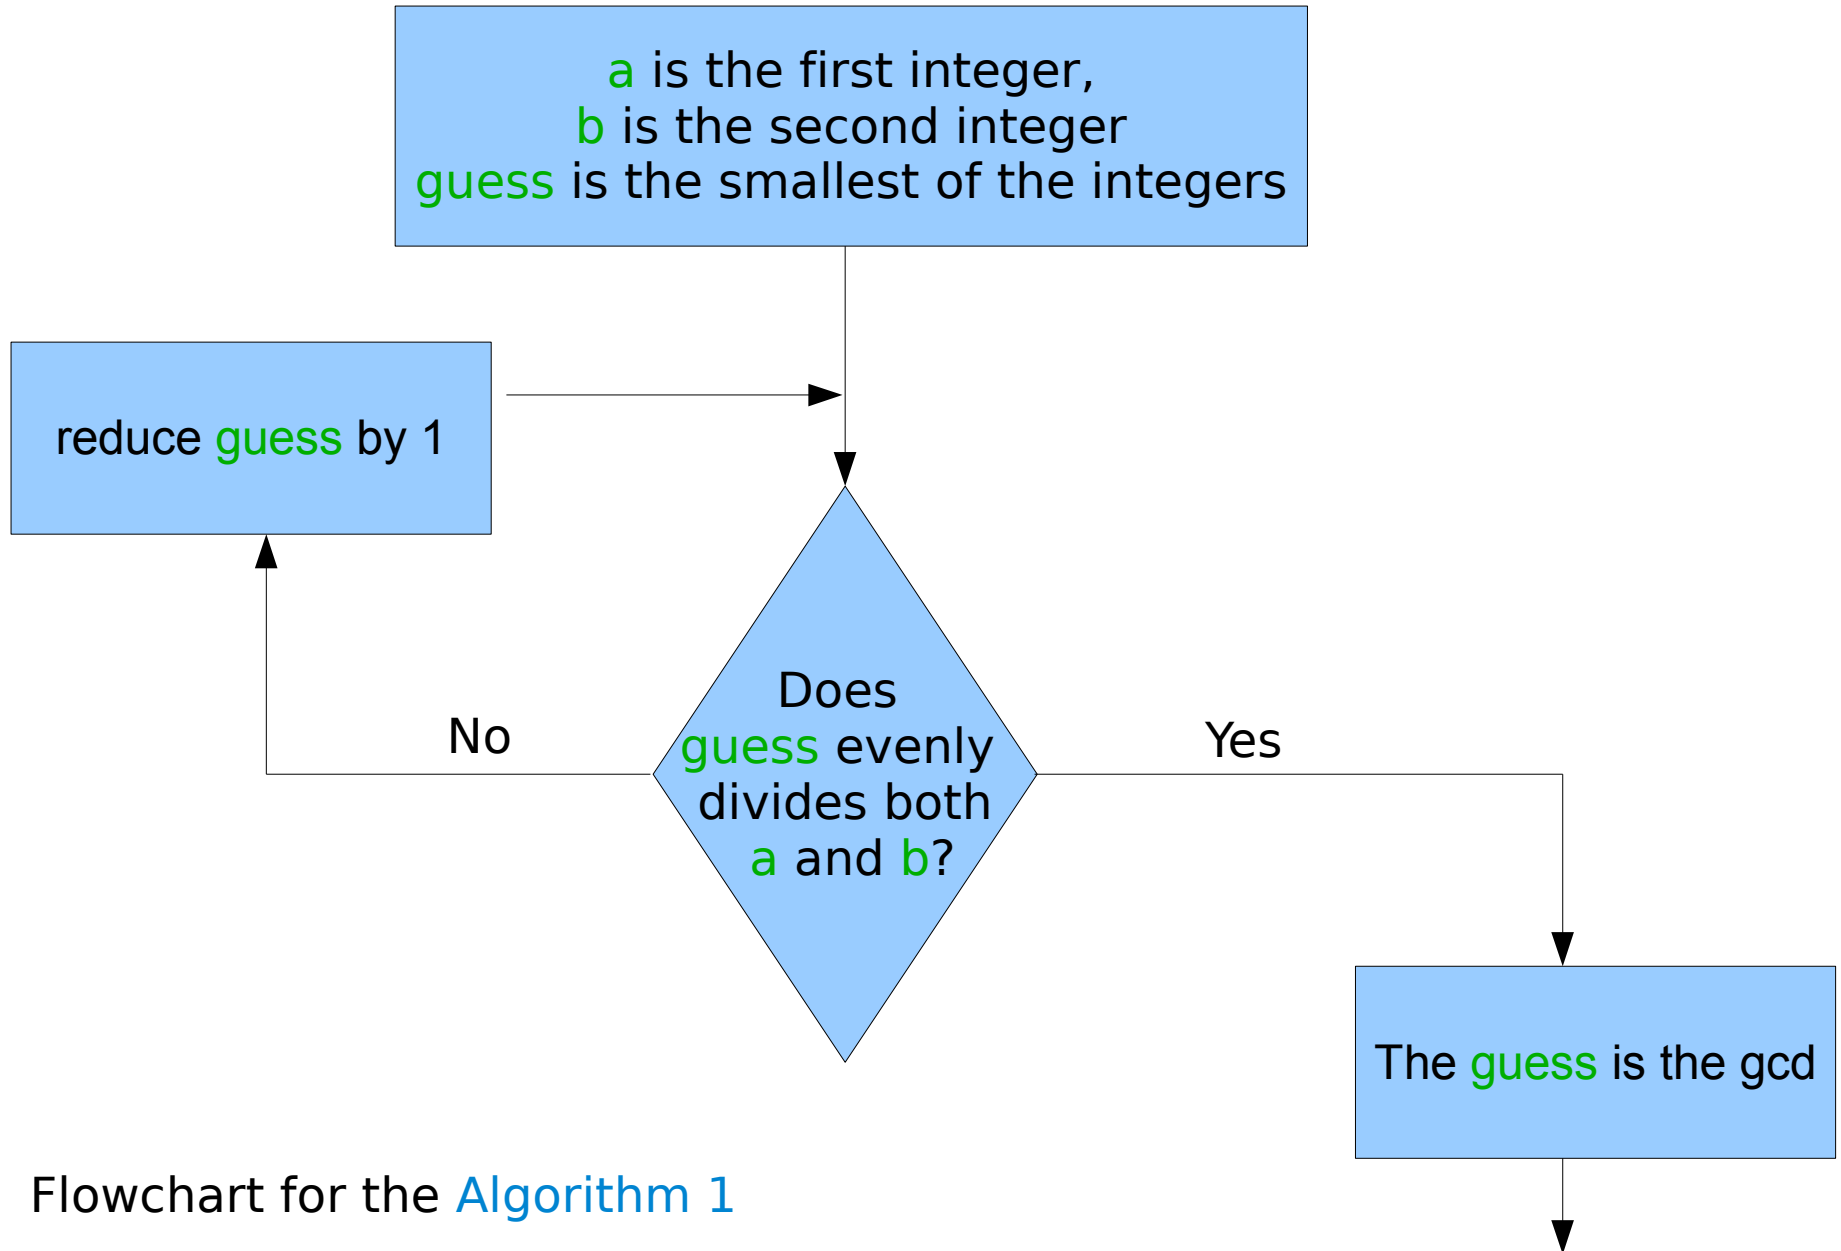 a is the first integer,
b is the second integer
guess is the smallest of the integers
reduce guess by 1
No
Does
guess evenly
divides both
a and b?
Yes
The guess is the gcd
Flowchart for the Algorithm 1